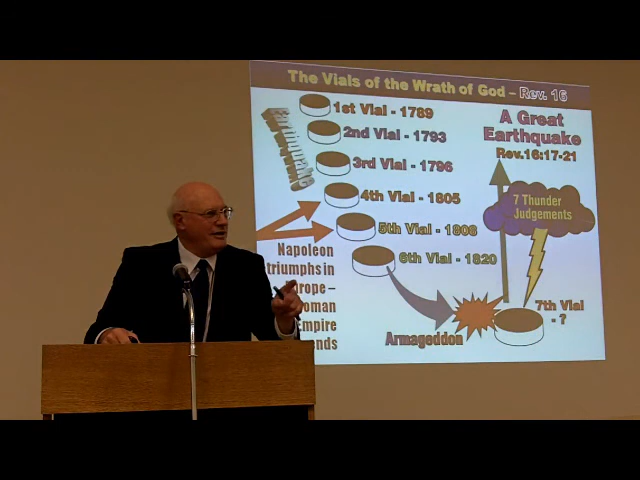 The Vials of the Wrath of God – Rev. 16
1st Vial - 1789
2nd Vial - 1793
3rd Vial - 1796
4th Vial - 1805
5th Vial - 1808
6th Vial - 1820
7th Vial
- ?
A Great
Earthquake
Rev.16:17-21
7 Thunder
Judgements
Earthquake
Napoleon
triumphs in
Europe –
Roman
Empire
ends
Armageddon